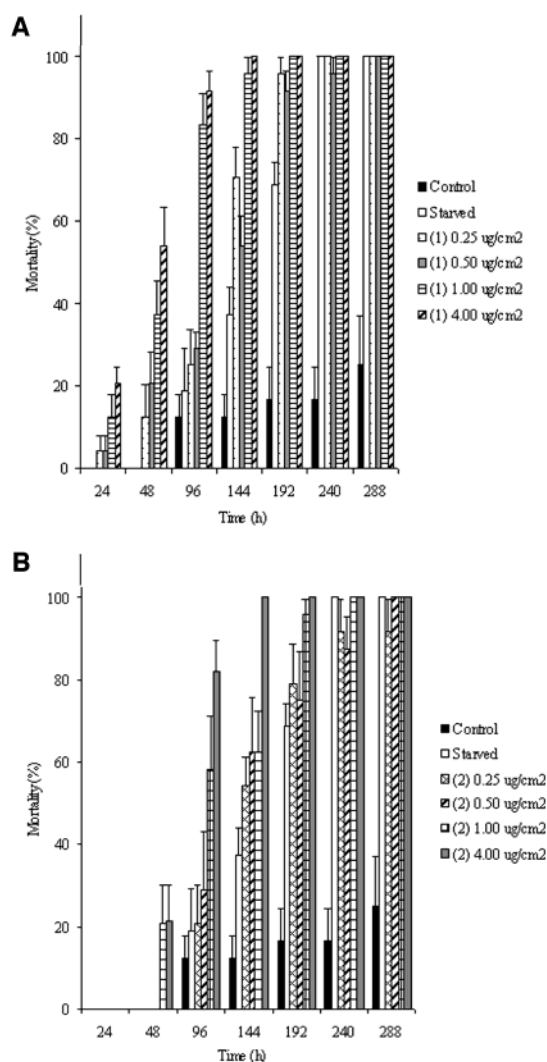 A
100
80
60
40
20
0
Mortality (%)
24 48 96 144 192 240 288
Time (h)
Control
Starved
(1) 0.25 ug/cm2
(1) 0.50 ug/cm2
(1) 1.00 ug/cm2
(1) 4.00 ug/cm2
B
100
80
60
40
20
0
Mortality (%)
24 48 96 144 192 240 288
Time (h)
Control
Starved
(2) 0.25 ug/cm2
(2) 0.50 ug/cm2
(2) 1.00 ug/cm2
(2) 4.00 ug/cm2